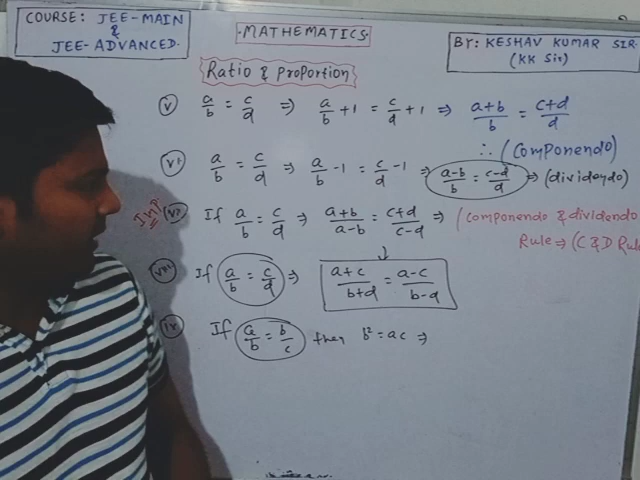 COURSE: JEE-MAIN
&
JEE-ADVANCED.
MATHEMATICS
BY: KESHAV KUMAR SIR.
(KK Sir)
Ratio & Proportion
(v) a/b = c/d ⇒ a/b + 1 = c/d + 1 ⇒ (a+b)/b = (c+d)/d
∴ (Componendo)
(vi) a/b = c/d ⇒ a/b - 1 = c/d - 1 ⇒ (a-b)/b = (c-d)/d ⇒ (dividendo)
Imp (vii) If a/b = c/d ⇒ (a+b)/(a-b) = (c+d)/(c-d) ⇒ (Componendo & dividendo
Rule ⇒ (C & D Rule
(viii) If a/b = c/d ⇒ (a+c)/(b+d) = (a-c)/(b-d)
(ix) If a/b = b/c then b² = ac ⇒